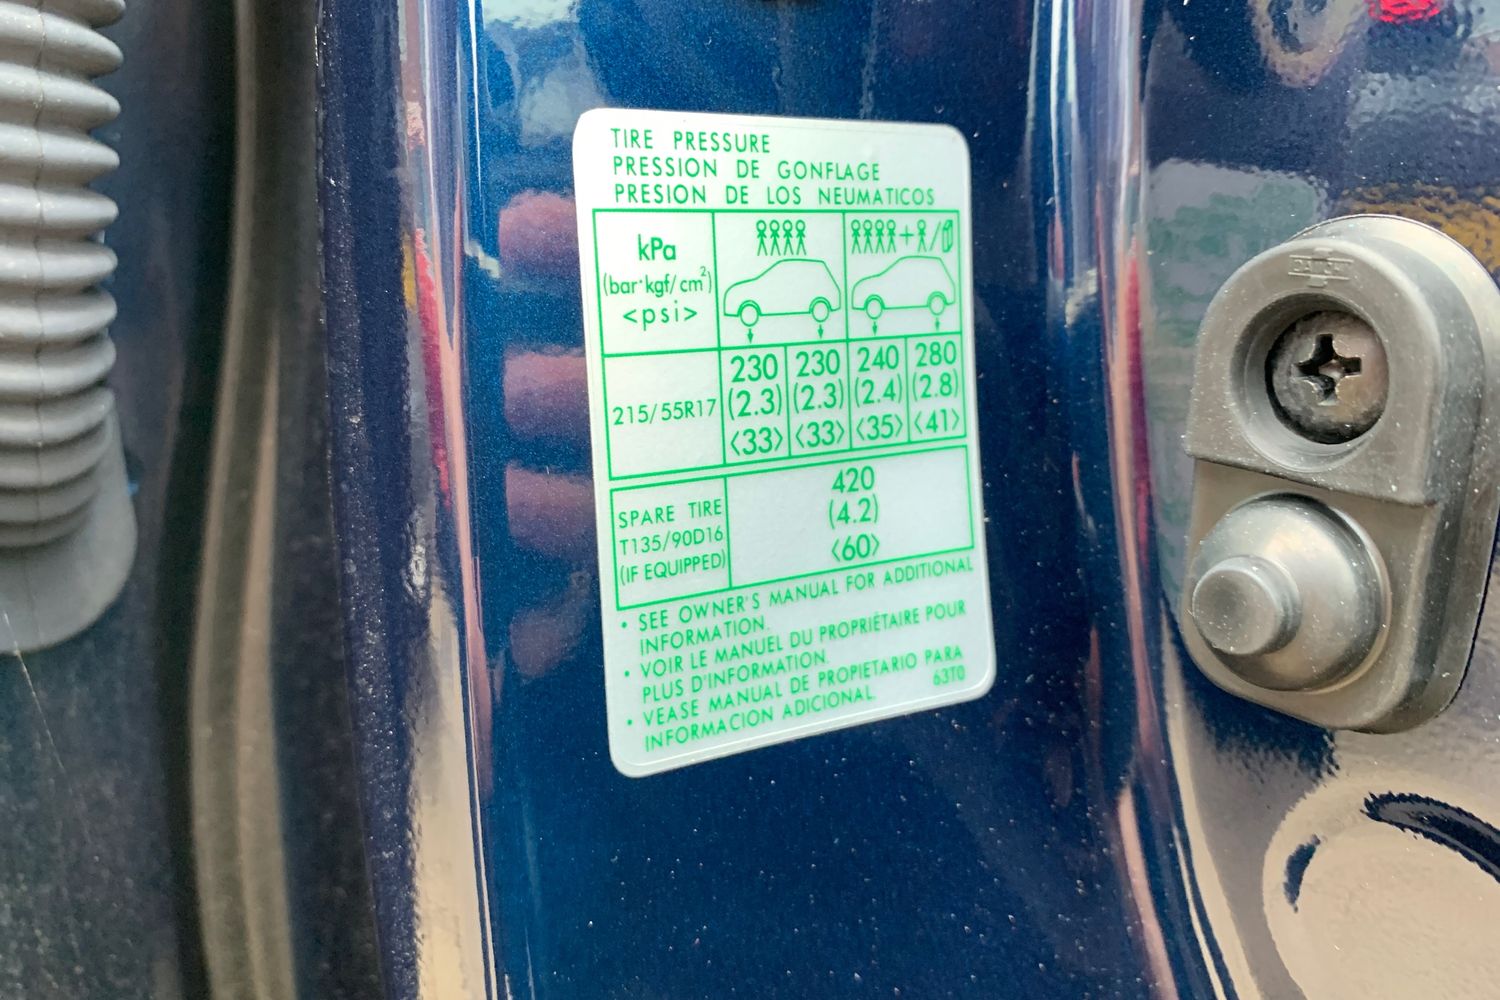 TIRE PRESSURE
PRESSION DE GONFLAGE
PRESION DE LOS NEUMATICOS
kPa
(bar·kgf/cm²)
<psi>
+ /
215/55R17
230 230 240 280
(2.3) (2.3) (2.4) (2.8)
<33> <33> <35> <41>
SPARE TIRE
T135/90D16
(IF EQUIPPED)
420
(4.2)
<60>
• SEE OWNER'S MANUAL FOR ADDITIONAL
INFORMATION.
• VOIR LE MANUEL DU PROPRIÉTAIRE POUR
PLUS D'INFORMATION.
• VEASE MANUAL DE PROPIETARIO PARA
INFORMACION ADICIONAL.
63T0